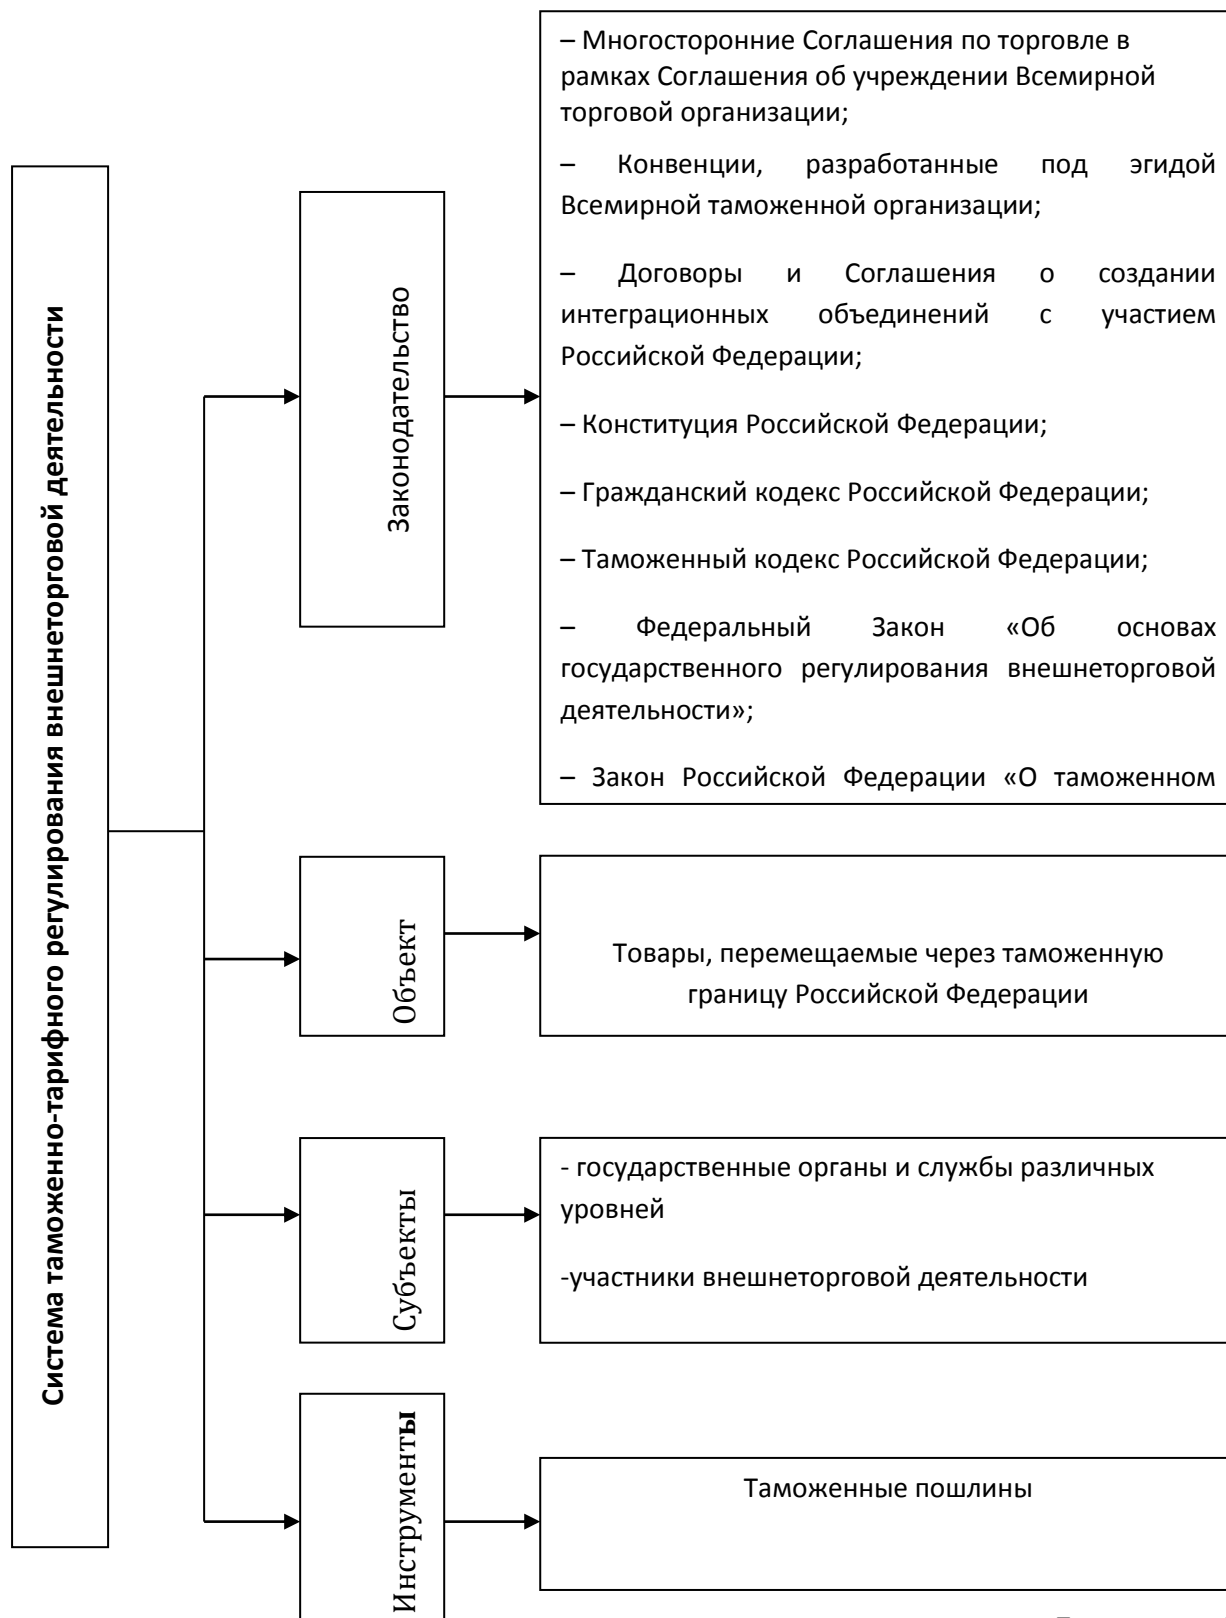 Система таможенно-тарифного регулирования внешнеторговой деятельности
Законодательство
– Многосторонние Соглашения по торговле в
рамках Соглашения об учреждении Всемирной
торговой организации;
– Конвенции, разработанные под эгидой
Всемирной таможенной организации;
– Договоры и Соглашения о создании
интеграционных объединений с участием
Российской Федерации;
– Конституция Российской Федерации;
– Гражданский кодекс Российской Федерации;
– Таможенный кодекс Российской Федерации;
– Федеральный Закон «Об основах
государственного регулирования внешнеторговой
деятельности»;
– Закон Российской Федерации «О таможенном
Объект
Товары, перемещаемые через таможенную
границу Российской Федерации
Субъекты
- государственные органы и службы различных
уровней
-участники внешнеторговой деятельности
Инструменты
Таможенные пошлины